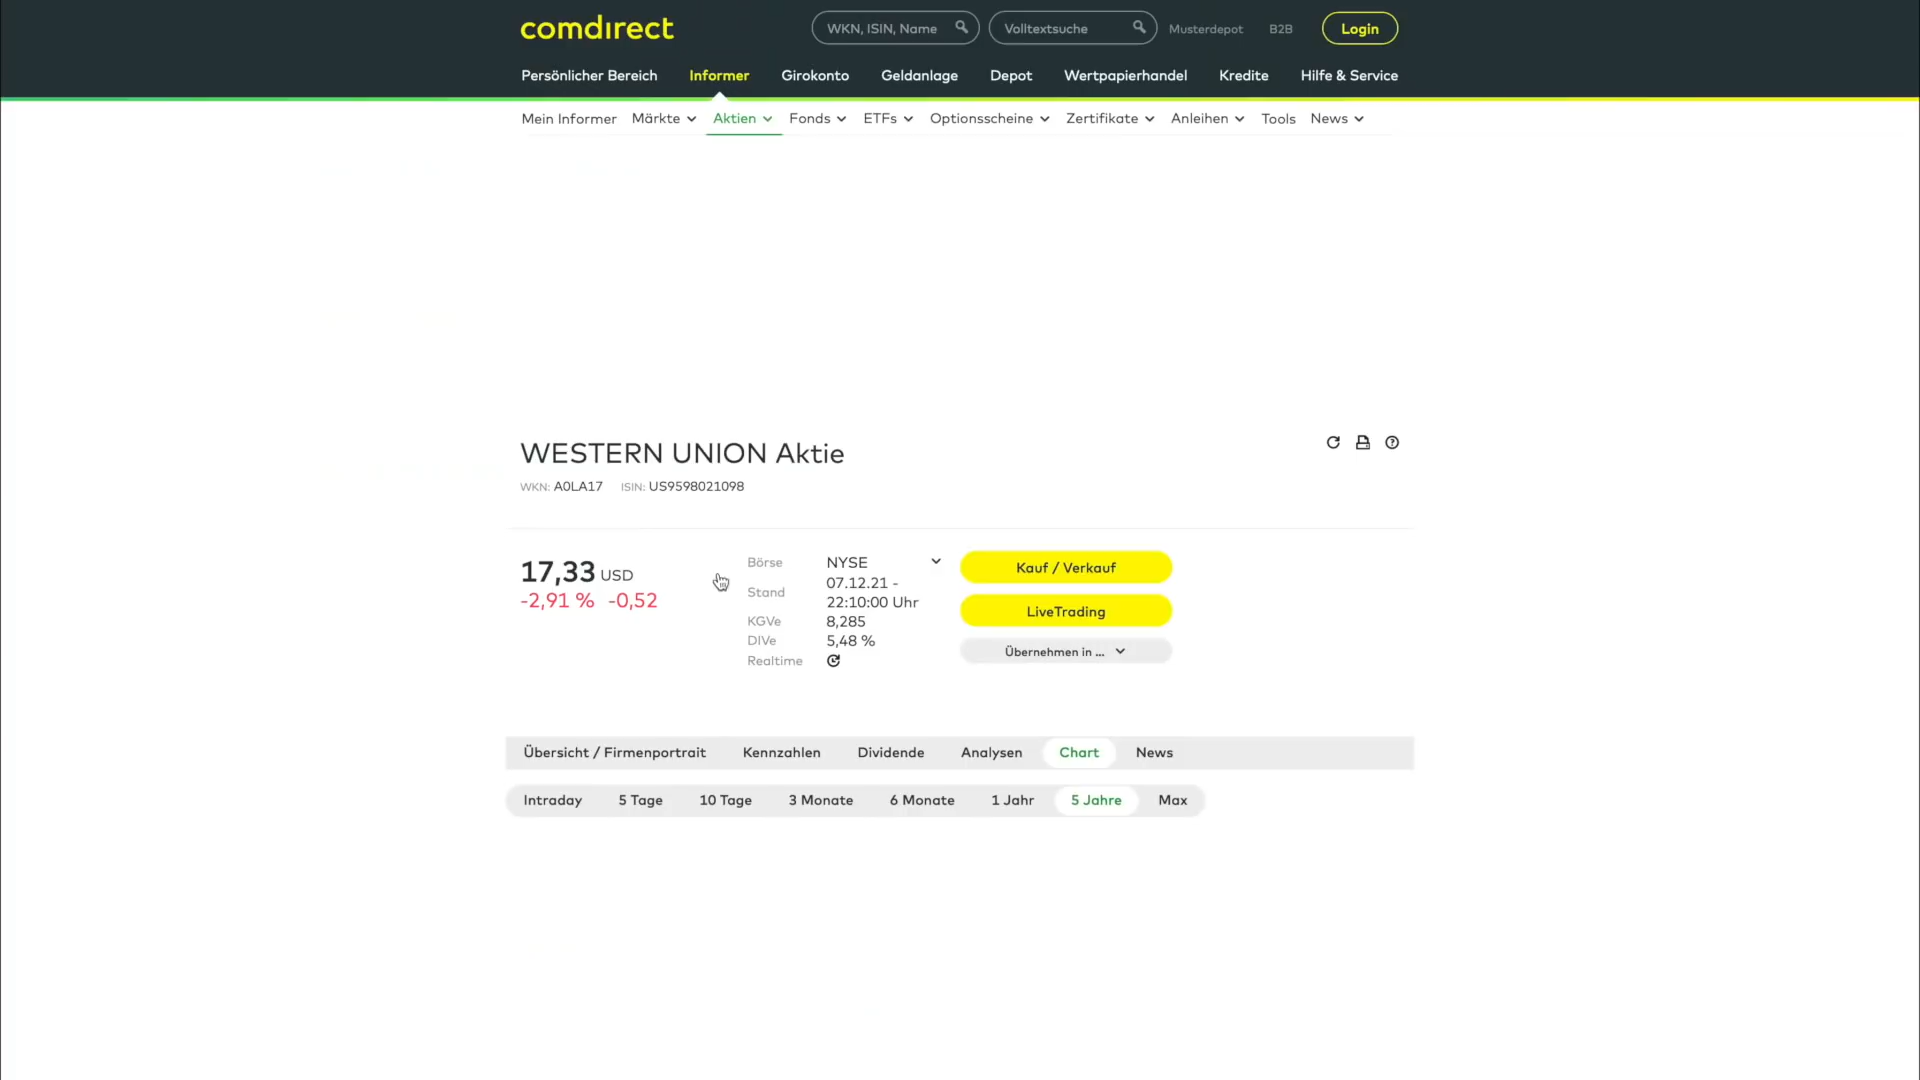 comdirect
WKN, ISIN, Name
Volltextsuche
Musterdepot
B2B
Login
Persönlicher Bereich
Informer
Girokonto
Geldanlage
Depot
Wertpapierhandel
Kredite
Hilfe & Service
Mein Informer
Märkte
Aktien
Fonds
ETFs
Optionsscheine
Zertifikate
Anleihen
Tools
News
WESTERN UNION Aktie
WKN: A0LA17 ISIN: US9598021098
17,33 USD
-2,91 % -0,52
Börse NYSE
Stand 07.12.21 -
22:10:00 Uhr
KGVe 8,285
DIVe 5,48 %
Realtime
Kauf / Verkauf
LiveTrading
Übernehmen in ...
Übersicht / Firmenportrait
Kennzahlen
Dividende
Analysen
Chart
News
Intraday
5 Tage
10 Tage
3 Monate
6 Monate
1 Jahr
5 Jahre
Max